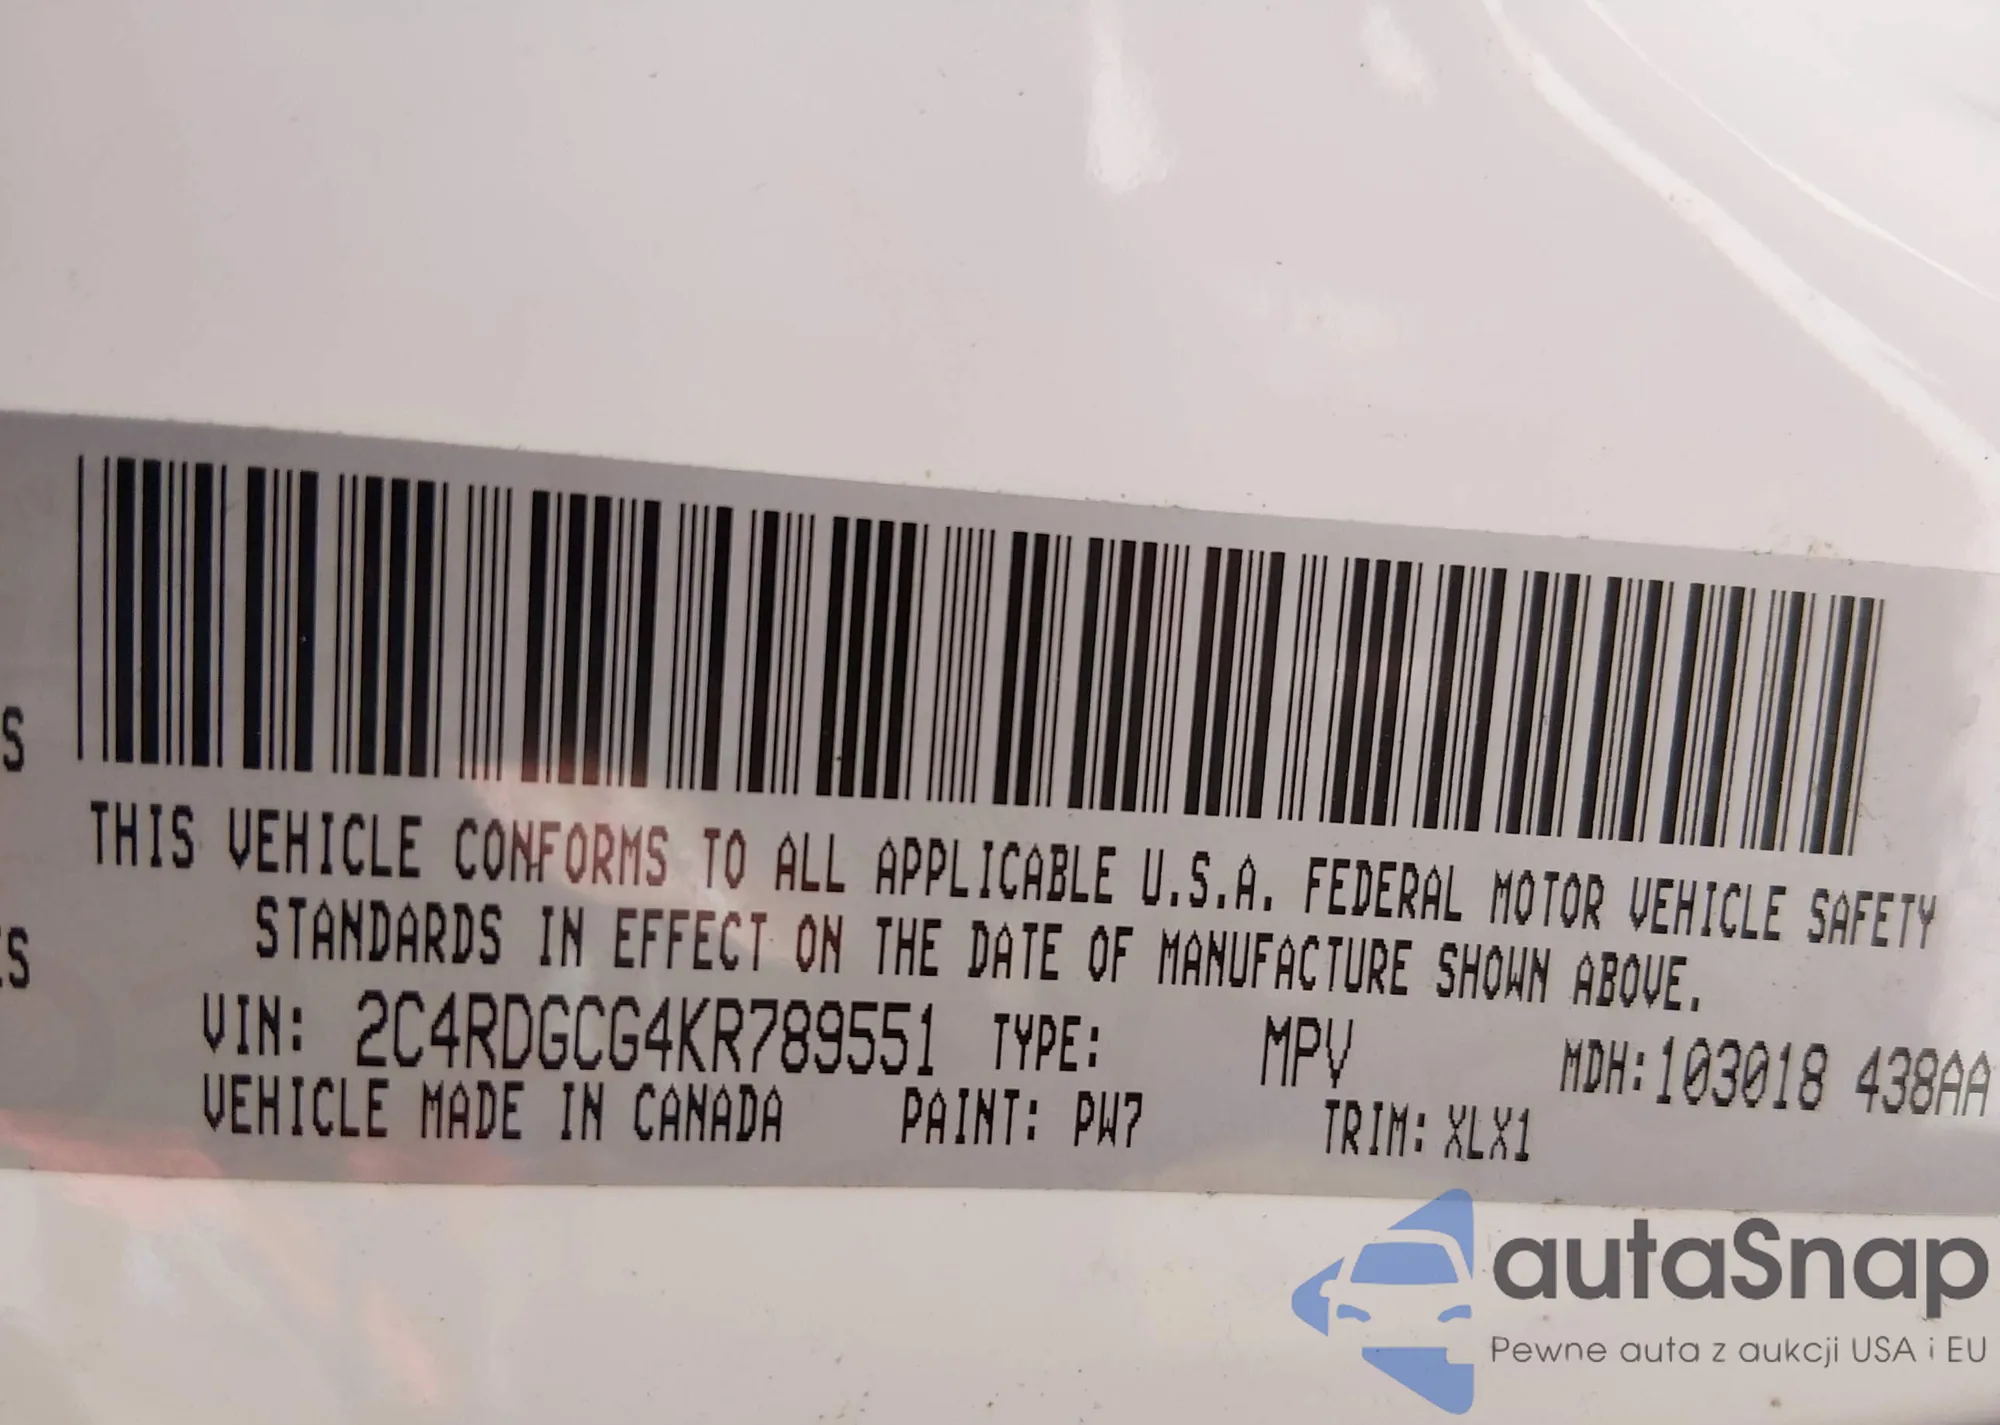 S
THIS VEHICLE CONFORMS TO ALL APPLICABLE U.S.A. FEDERAL MOTOR VEHICLE SAFETY
STANDARDS IN EFFECT ON THE DATE OF MANUFACTURE SHOWN ABOVE.
S
VIN: 2C4RDGCG4KR789551 TYPE: MPV MDH:103018 438AA
VEHICLE MADE IN CANADA PAINT: PW7 TRIM: XLX1
autaSnap
Pewne auta z aukcji USA i EU